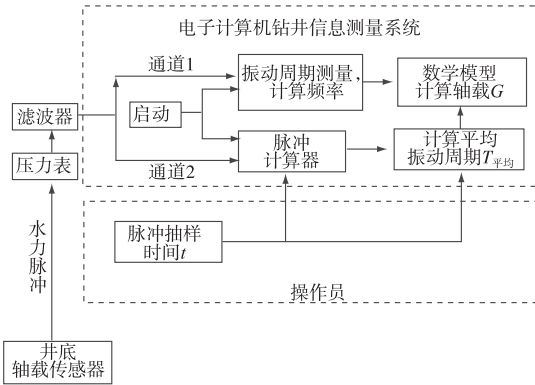 电子计算机钻井信息测量系统
通道1
振动周期测量，
计算频率
数学模型
计算轴载G
滤波器
启动
脉冲
计算器
计算平均
振动周期T平均
压力表
通道2
水力脉冲
脉冲抽样
时间t
操作员
井底
轴载传感器